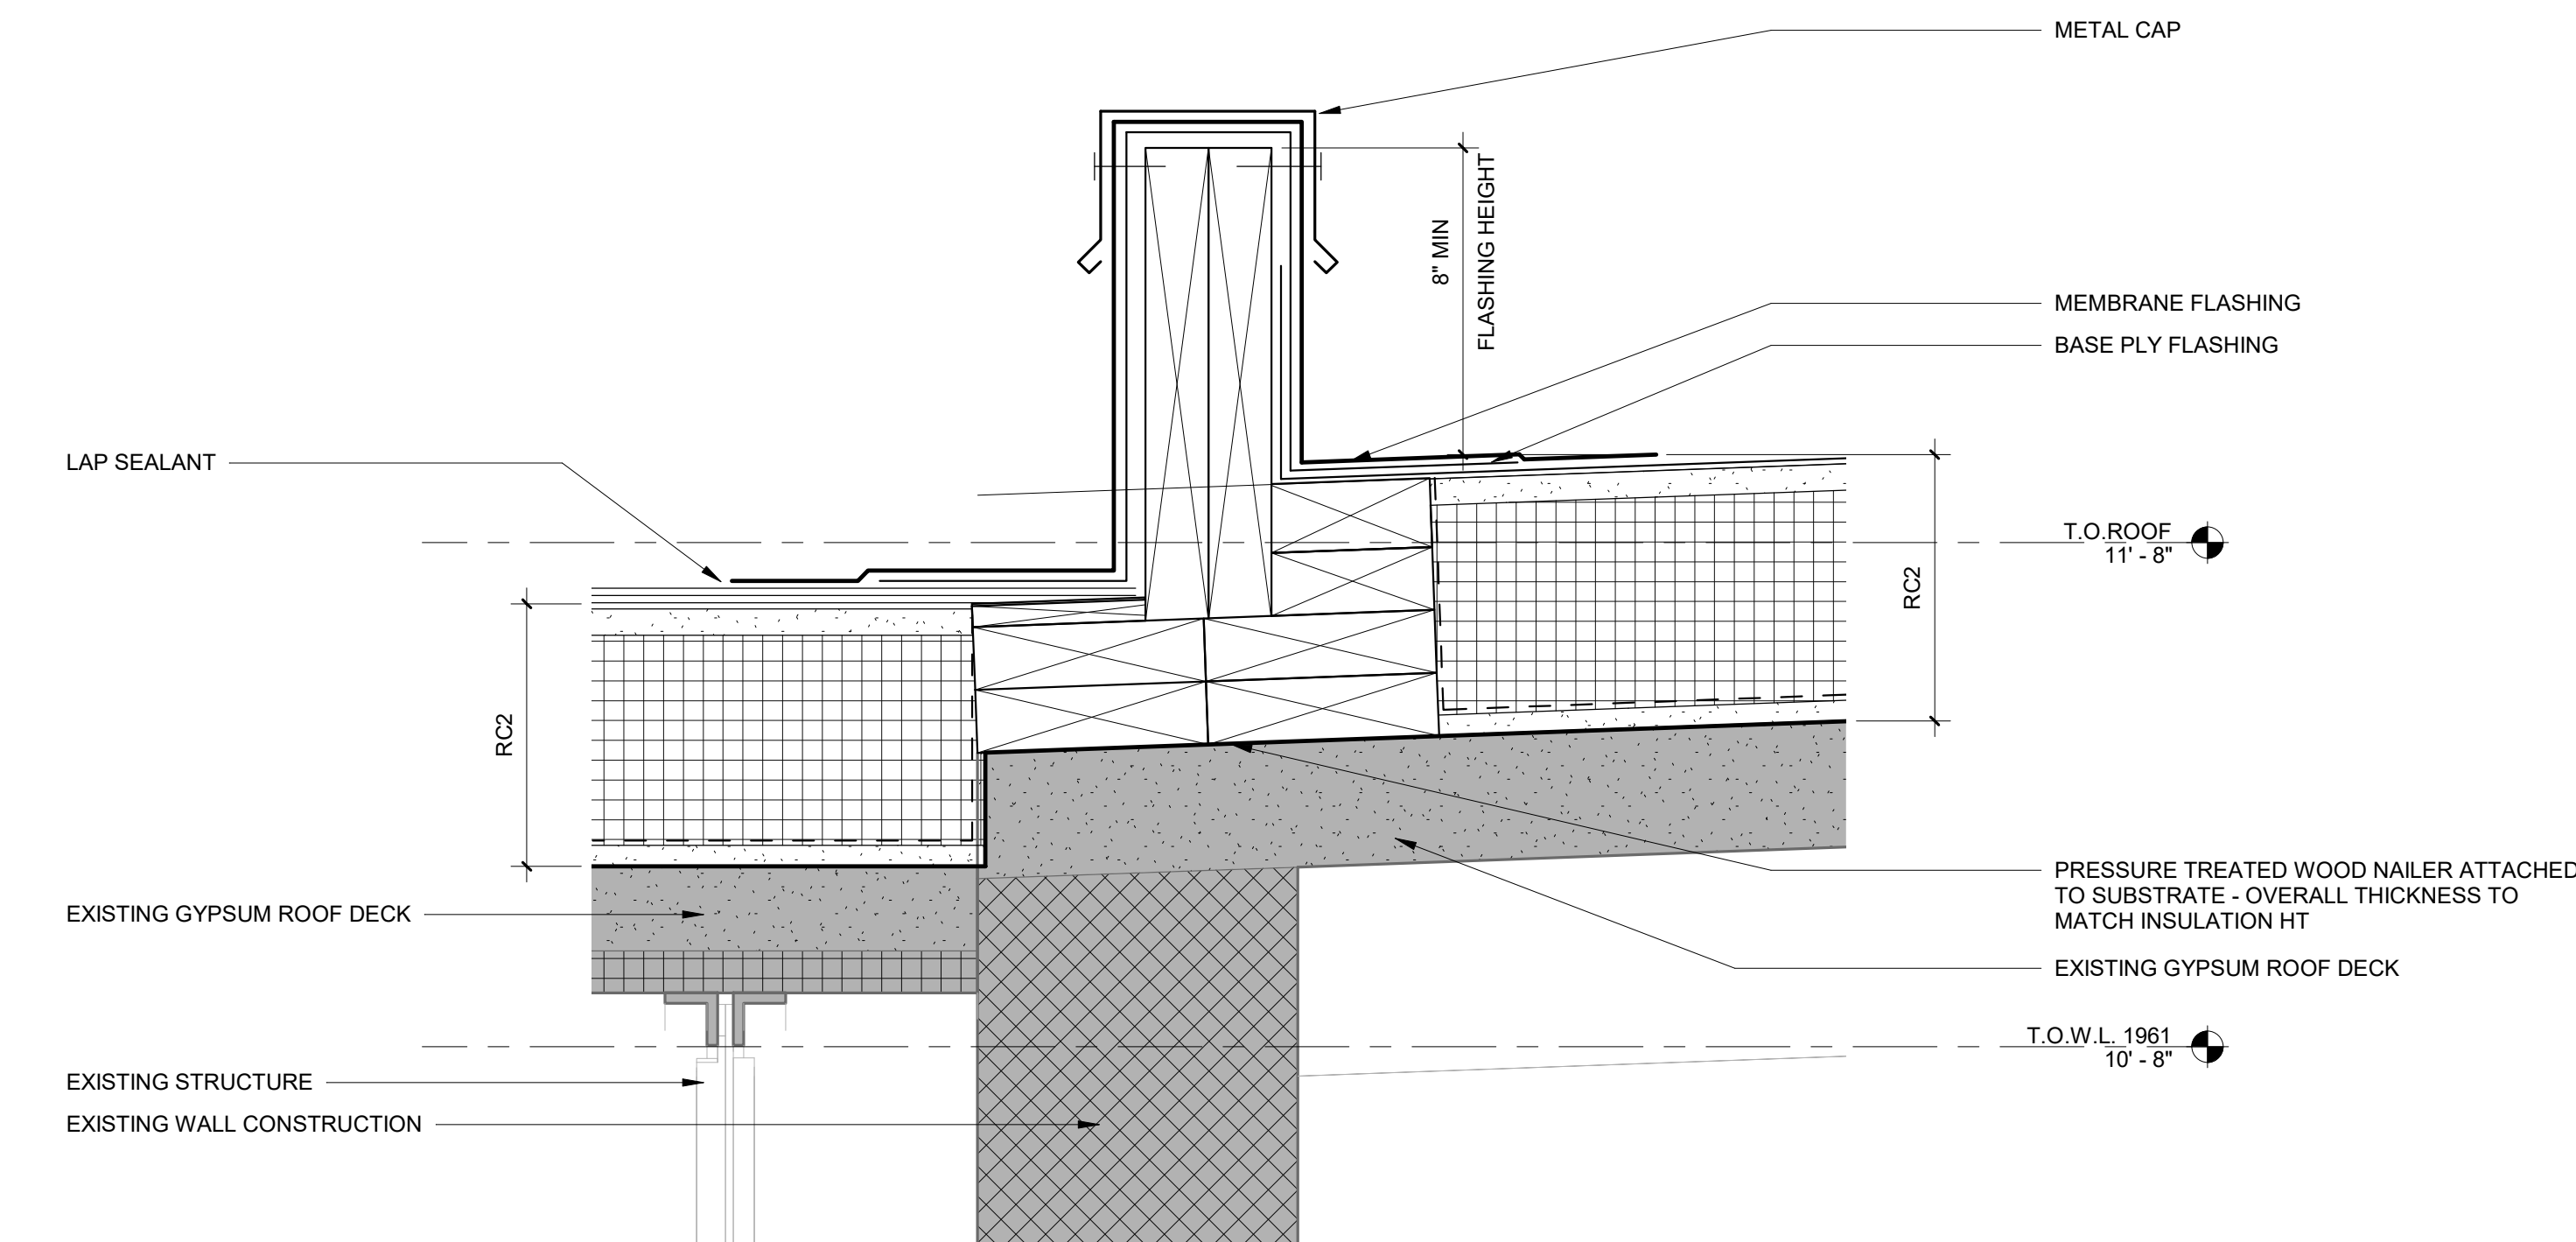 METAL CAP
8" MIN
FLASHING HEIGHT
MEMBRANE FLASHING
BASE PLY FLASHING
LAP SEALANT
T.O.ROOF
11' - 8"
RC2
RC2
PRESSURE TREATED WOOD NAILER ATTACHED
TO SUBSTRATE - OVERALL THICKNESS TO
MATCH INSULATION HT
EXISTING GYPSUM ROOF DECK
EXISTING GYPSUM ROOF DECK
T.O.W.L. 1961
10' - 8"
EXISTING STRUCTURE
EXISTING WALL CONSTRUCTION